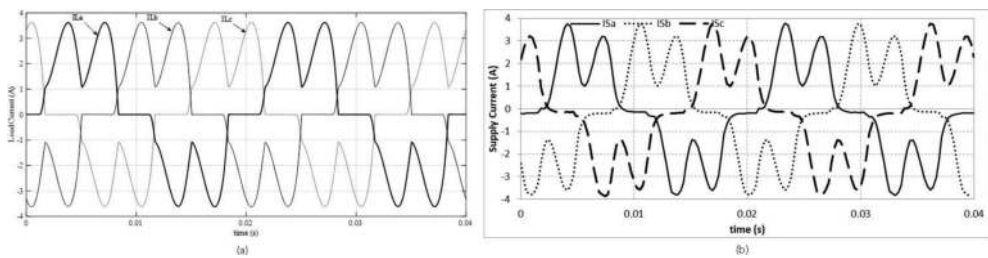 ILa
ILb
ILc
4
3
2
1
0
-1
-2
-3
-4
Load Current (A)
0
0.01
0.02
0.03
0.04
time (s)
(a)
ISa ISb ISc
4
3
2
1
0
-1
-2
-3
-4
Supply Current (A)
0
0.01
0.02
0.03
0.04
time (s)
(b)